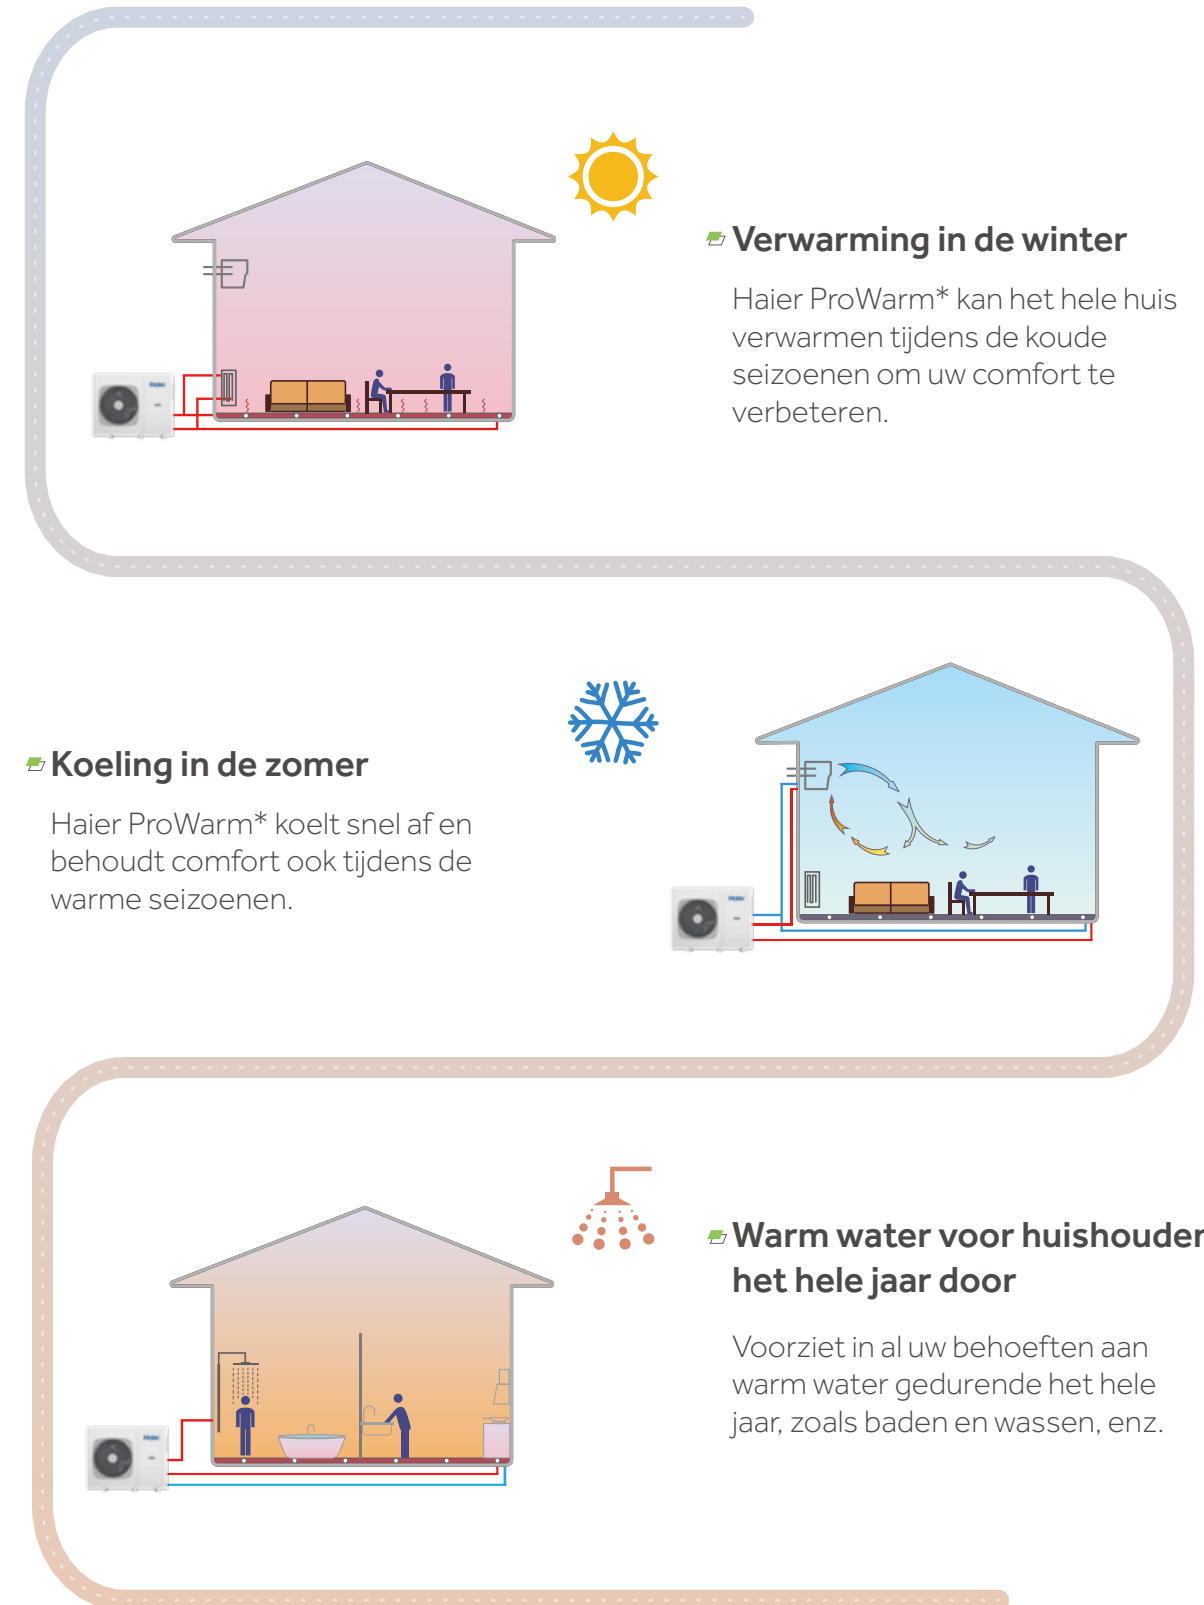 Verwarming in de winter
Haier ProWarm* kan het hele huis
verwarmen tijdens de koude
seizoenen om uw comfort te
verbeteren.
Koeling in de zomer
Haier ProWarm* koelt snel af en
behoudt comfort ook tijdens de
warme seizoenen.
Warm water voor huishouden
het hele jaar door
Voorziet in al uw behoeften aan
warm water gedurende het hele
jaar, zoals baden en wassen, enz.